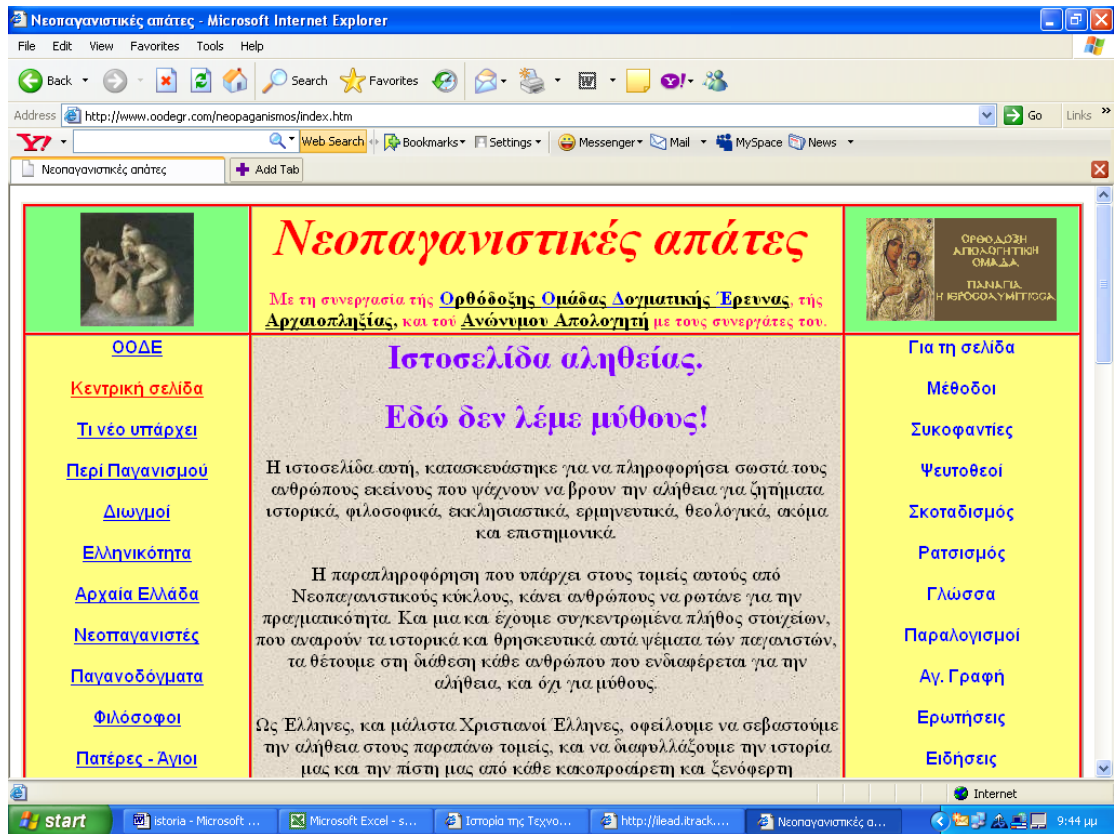 Νεοπαγανιστικές απάτες - Microsoft Internet Explorer
File Edit View Favorites Tools Help
Back Search Favorites
Address http://www.oodegr.com/neopaganismos/index.htm Go Links »
Y! Web Search Bookmarks Settings Messenger Mail MySpace News
Νεοπαγανιστικές απάτες Add Tab
Νεοπαγανιστικές απάτες
Με τη συνεργασία τής Ορθόδοξης Ομάδας Δογματικής Έρευνας, τής
Αρχαιοπληξίας, και τού Ανώνυμου Απολογητή με τους συνεργάτες του.
ΟΡΘΟΔΟΞΗ
ΑΠΟΛΟΓΗΤΙΚΗ
ΟΜΑΔΑ
ΠΑΝΑΓΙΑ
Η ΙΕΡΟΣΟΛΥΜΙΤΙΣΣΑ
ΟΟΔΕ
Κεντρική σελίδα
Τι νέο υπάρχει
Περί Παγανισμού
Διωγμοί
Ελληνικότητα
Αρχαία Ελλάδα
Νεοπαγανιστές
Παγανοδόγματα
Φιλόσοφοι
Πατέρες - Άγιοι
Ιστοσελίδα αληθείας.
Εδώ δεν λέμε μύθους!
Η ιστοσελίδα αυτή, κατασκευάστηκε για να πληροφορήσει σωστά τους
ανθρώπους εκείνους που ψάχνουν να βρουν την αλήθεια για ζητήματα
ιστορικά, φιλοσοφικά, εκκλησιαστικά, ερμηνευτικά, θεολογικά, ακόμα
και επιστημονικά.
Η παραπληροφόρηση που υπάρχει στους τομείς αυτούς από
Νεοπαγανιστικούς κύκλους, κάνει ανθρώπους να ρωτάνε για την
πραγματικότητα. Και μια και έχουμε συγκεντρωμένα πλήθος στοιχείων,
που αναιρούν τα ιστορικά και θρησκευτικά αυτά ψέματα τών παγανιστών,
τα θέτουμε στη διάθεση κάθε ανθρώπου που ενδιαφέρεται για την
αλήθεια, και όχι για μύθους.
Ως Έλληνες, και μάλιστα Χριστιανοί Έλληνες, οφείλουμε να σεβαστούμε
την αλήθεια στους παραπάνω τομείς, και να διαφυλλάξουμε την ιστορία
μας και την πίστη μας από κάθε κακοπροαίρετη και ξενόφερτη
Για τη σελίδα
Μέθοδοι
Συκοφαντίες
Ψευτοθεοί
Σκοταδισμός
Ρατσισμός
Γλώσσα
Παραλογισμοί
Αγ. Γραφή
Ερωτήσεις
Ειδήσεις
Internet
start istoria - Microsoft ... Microsoft Excel - s... Ιστορία της Τεχνο... http://ilead.itrack.... Νεοπαγανιστικές α... 9:44 μμ